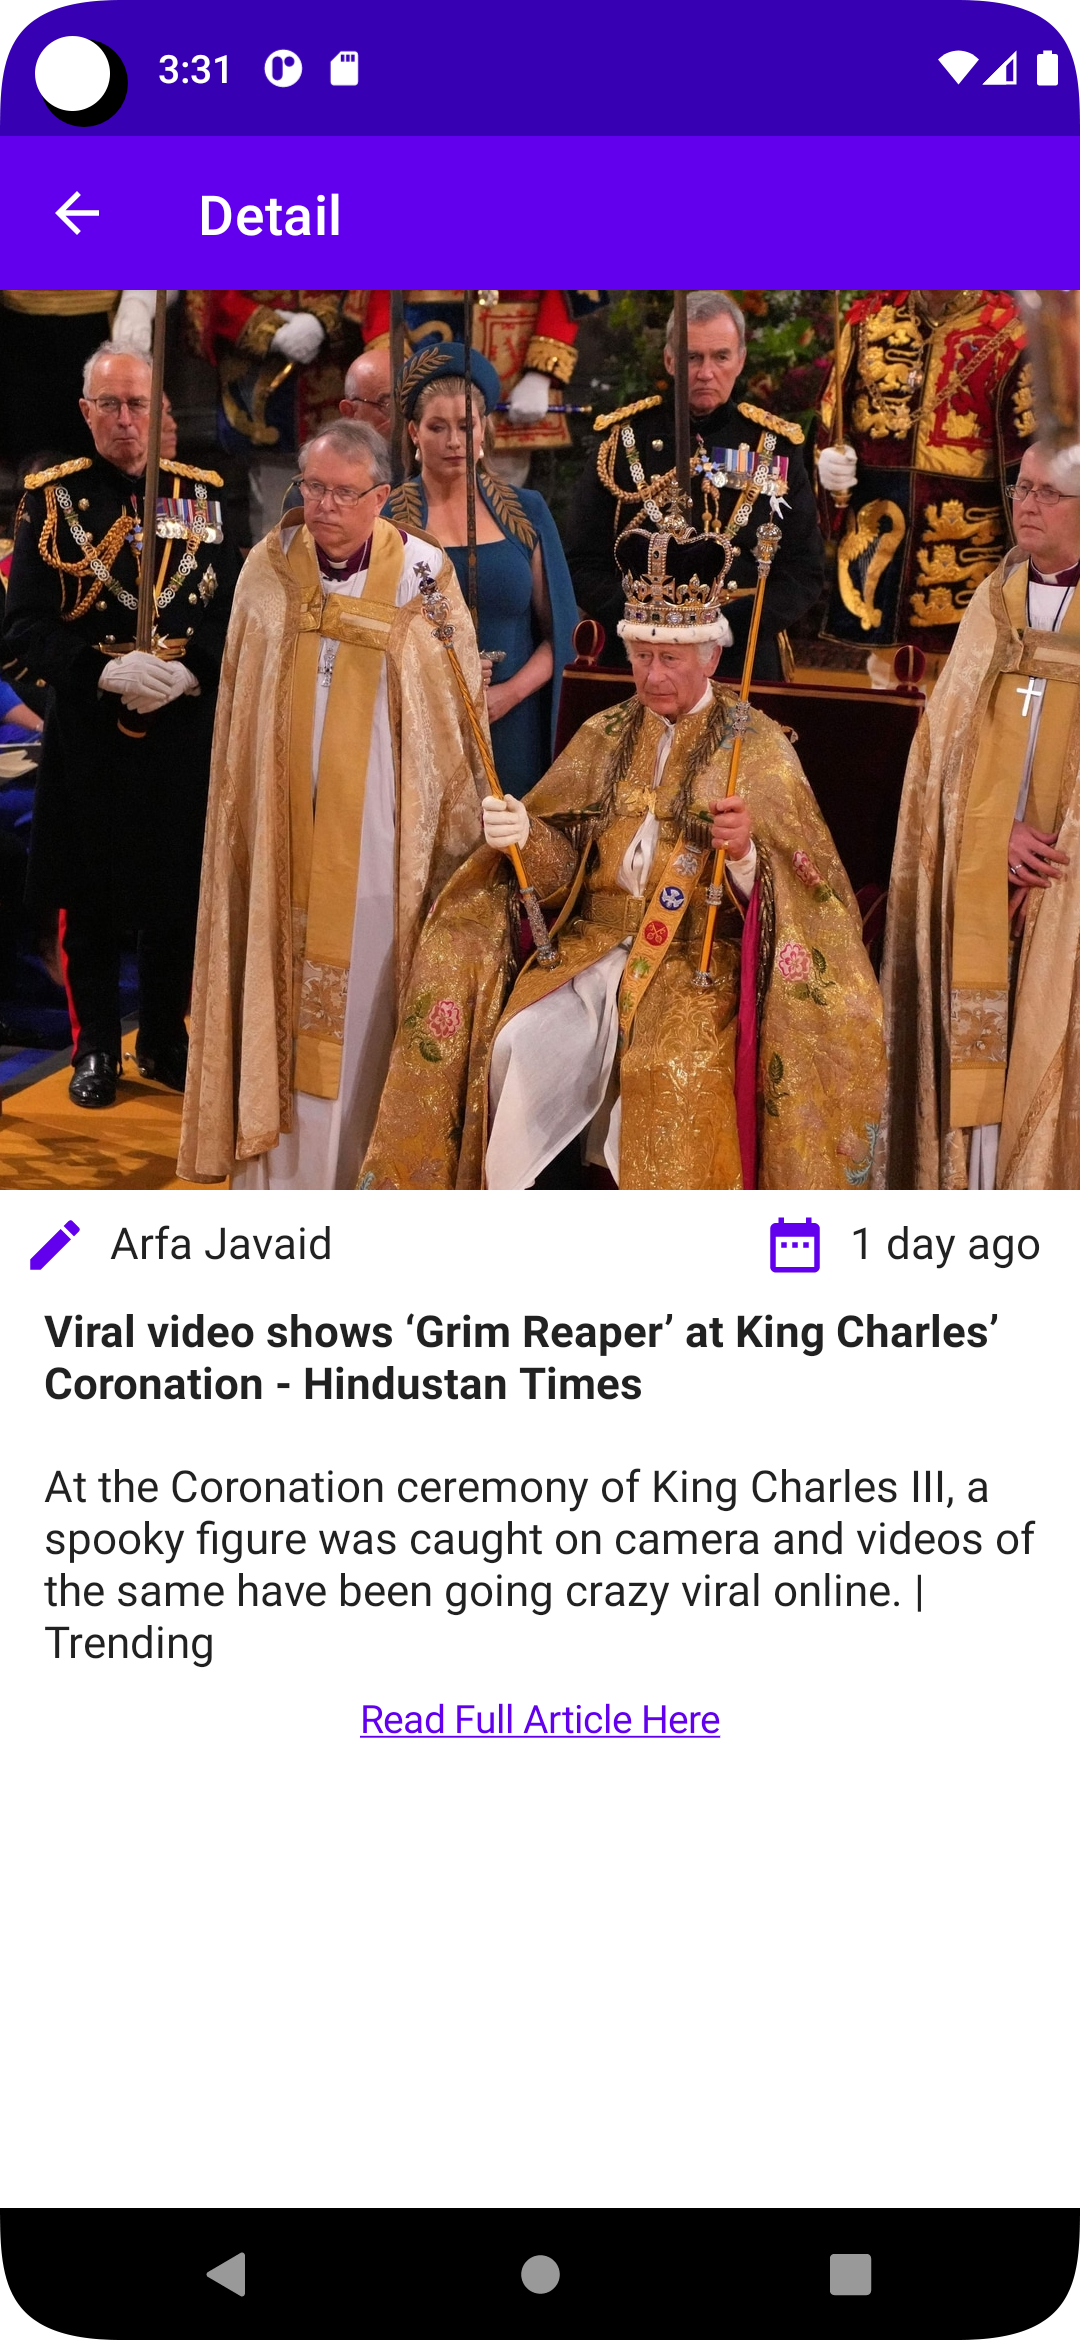 3:31
Detail
Arfa Javaid
1 day ago
Viral video shows ‘Grim Reaper’ at King Charles’
Coronation - Hindustan Times
At the Coronation ceremony of King Charles III, a
spooky figure was caught on camera and videos of
the same have been going crazy viral online. |
Trending
Read Full Article Here